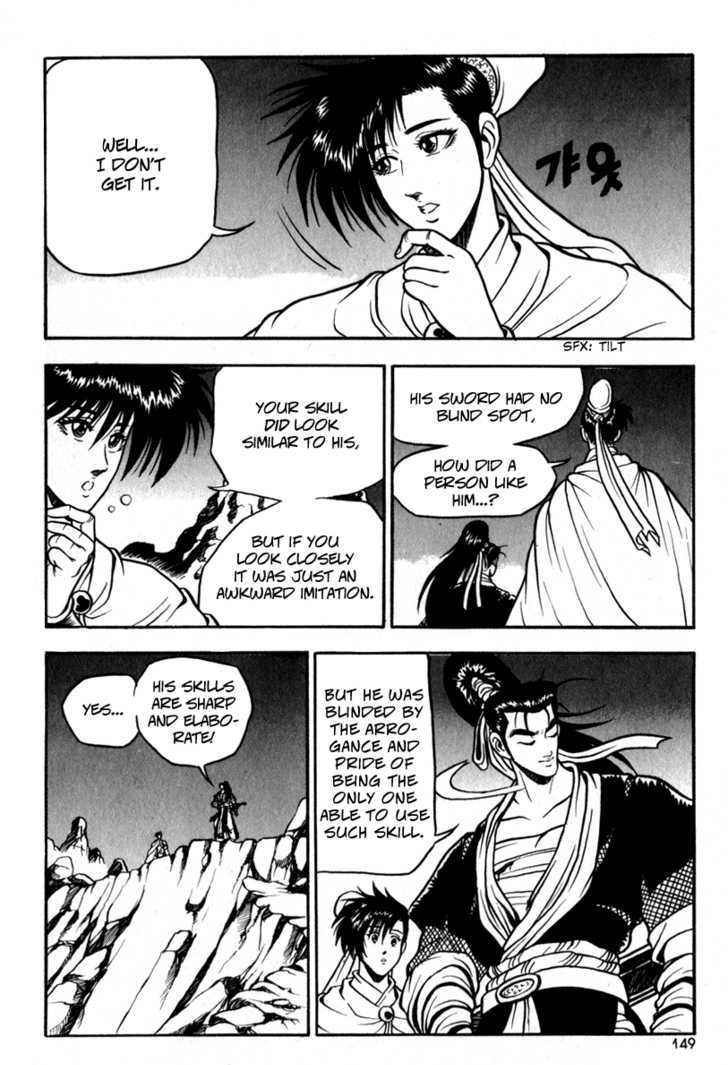 WELL...
I DON'T
GET IT.
갸웃
SFX: TILT
YOUR SKILL
DID LOOK
SIMILAR TO HIS,
BUT IF YOU
LOOK CLOSELY
IT WAS JUST AN
AWKWARD IMITATION.
HIS SWORD HAD NO
BLIND SPOT,
HOW DID A
PERSON LIKE
HIM...?
YES...
HIS SKILLS
ARE SHARP
AND ELABO-
RATE!
BUT HE WAS
BLINDED BY
THE ARRO-
GANCE AND
PRIDE OF
BEING THE
ONLY ONE
ABLE TO USE
SUCH SKILL.
149